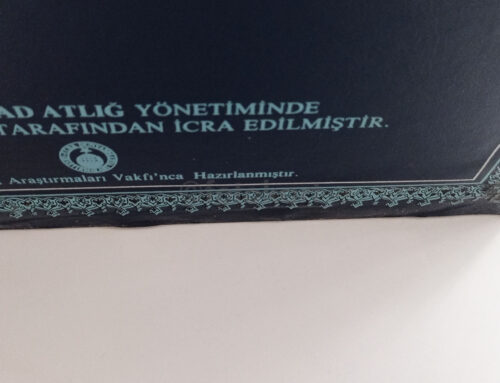 AD ATLIĞ YÖNETİMİNDE
TARAFINDAN İCRA EDİLMİŞTİR.
Araştırmaları Vakfı'nca Hazırlanmıştır.